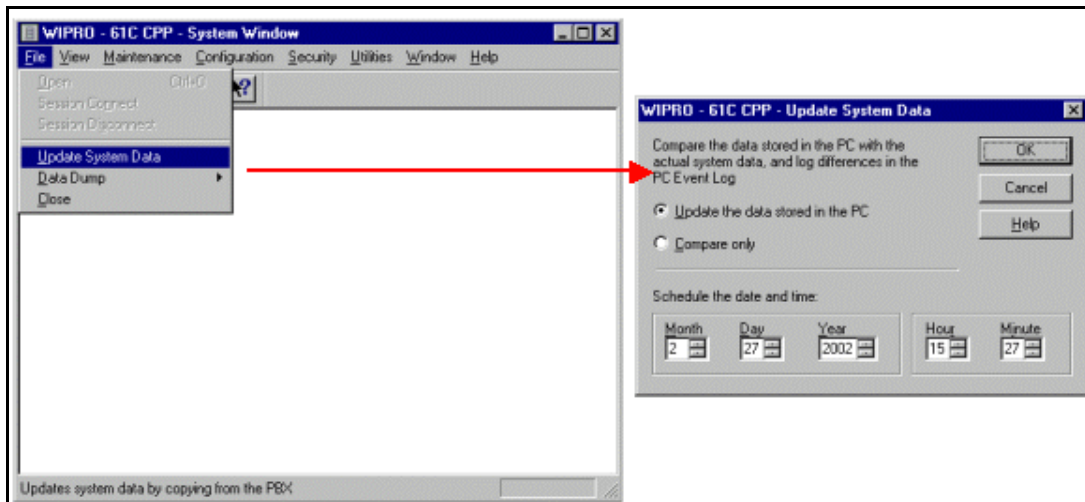 WIPRO - 61C CPP - System Window
File View Maintenance Configuration Security Utilities Window Help
Open Ctrl+O
Session Connect
Session Disconnect
Update System Data
Data Dump
Close
Updates system data by copying from the PBX
WIPRO - 61C CPP - Update System Data
Compare the data stored in the PC with the
actual system data, and log differences in the
PC Event Log
OK
Cancel
Help
Update the data stored in the PC
Compare only
Schedule the date and time:
Month Day Year Hour Minute
2 27 2002 15 27